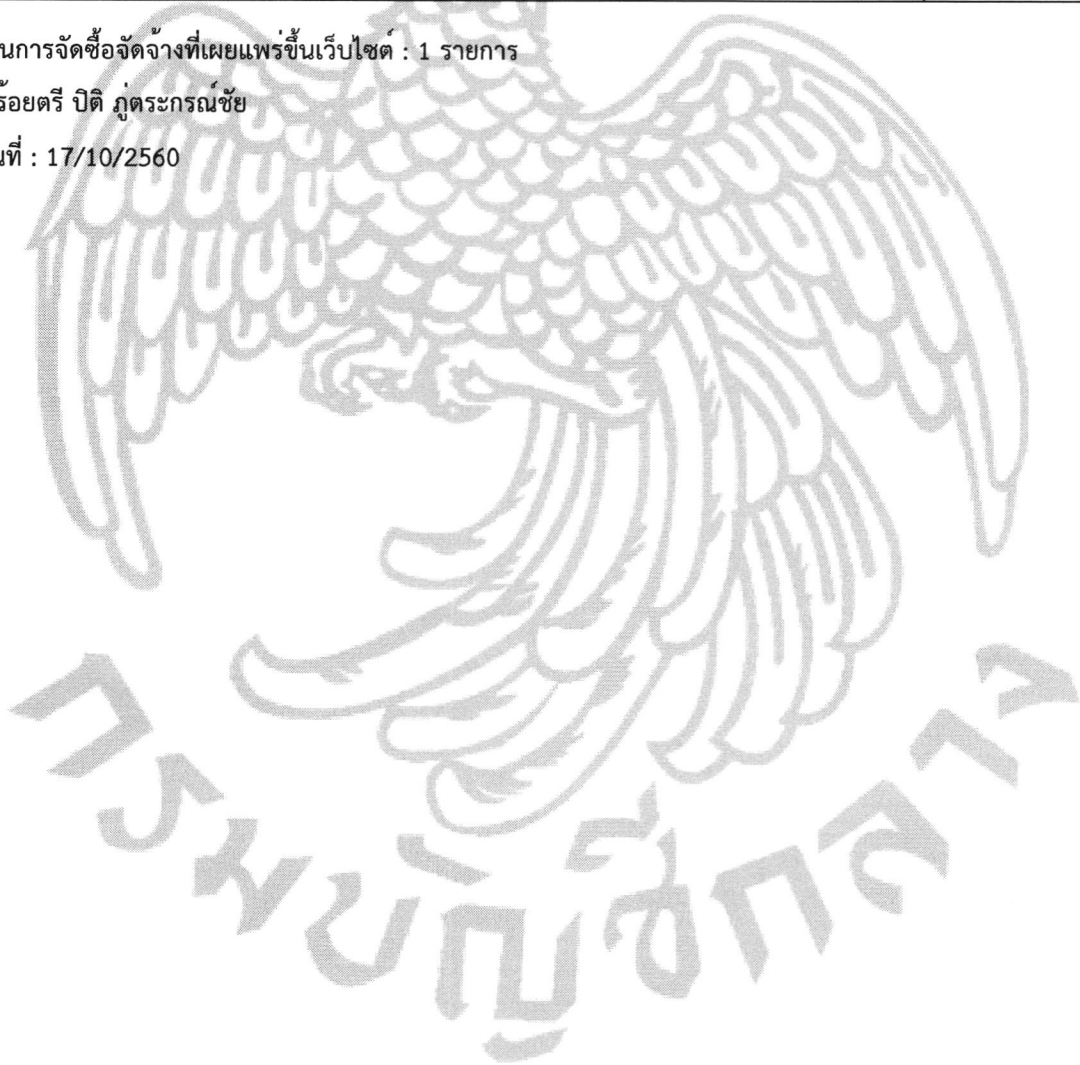 นการจัดซื้อจัดจ้างที่เผยแพร่ขึ้นเว็บไซต์ : 1 รายการ
ร้อยตรี ปิติ ภู่ตระกรณ์ชัย
นที่ : 17/10/2560
กรมบัญชีกลาง